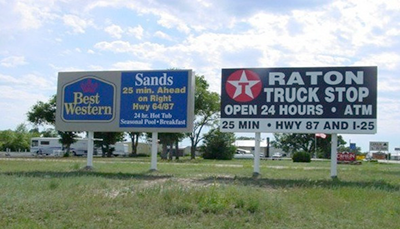 Best
Western
Sands
25 min. Ahead
on Right
Hwy 64/87
24 hr. Hot Tub
Seasonal Pool • Breakfast
RATON
TRUCK STOP
OPEN 24 HOURS • ATM
25 MIN • HWY 87 AND I-25